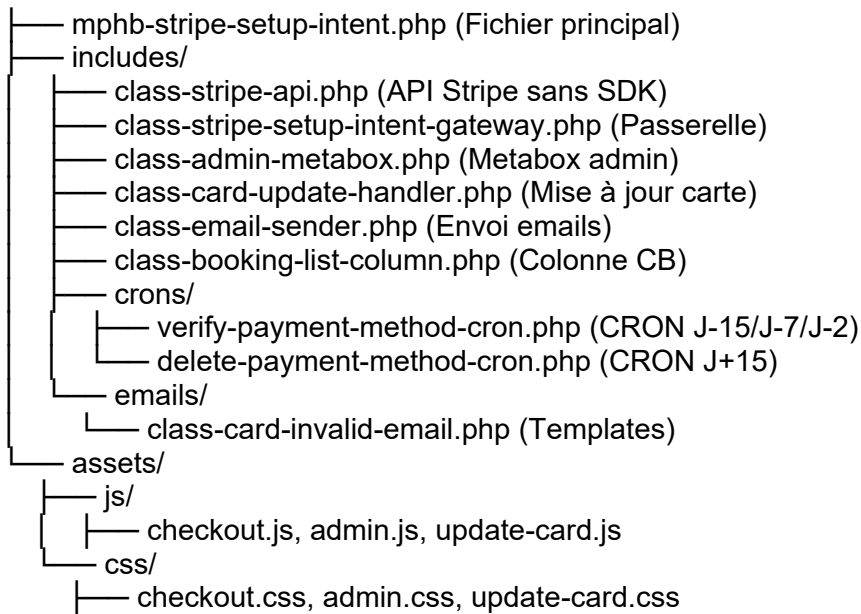 ├── mphb-stripe-setup-intent.php (Fichier principal)
├── includes/
│   ├── class-stripe-api.php (API Stripe sans SDK)
│   ├── class-stripe-setup-intent-gateway.php (Passerelle)
│   ├── class-admin-metabox.php (Metabox admin)
│   ├── class-card-update-handler.php (Mise à jour carte)
│   ├── class-email-sender.php (Envoi emails)
│   ├── class-booking-list-column.php (Colonne CB)
│   ├── crons/
│   │   ├── verify-payment-method-cron.php (CRON J-15/J-7/J-2)
│   │   └── delete-payment-method-cron.php (CRON J+15)
│   └── emails/
│       └── class-card-invalid-email.php (Templates)
└── assets/
    ├── js/
    │   ├── checkout.js, admin.js, update-card.js
    └── css/
        ├── checkout.css, admin.css, update-card.css